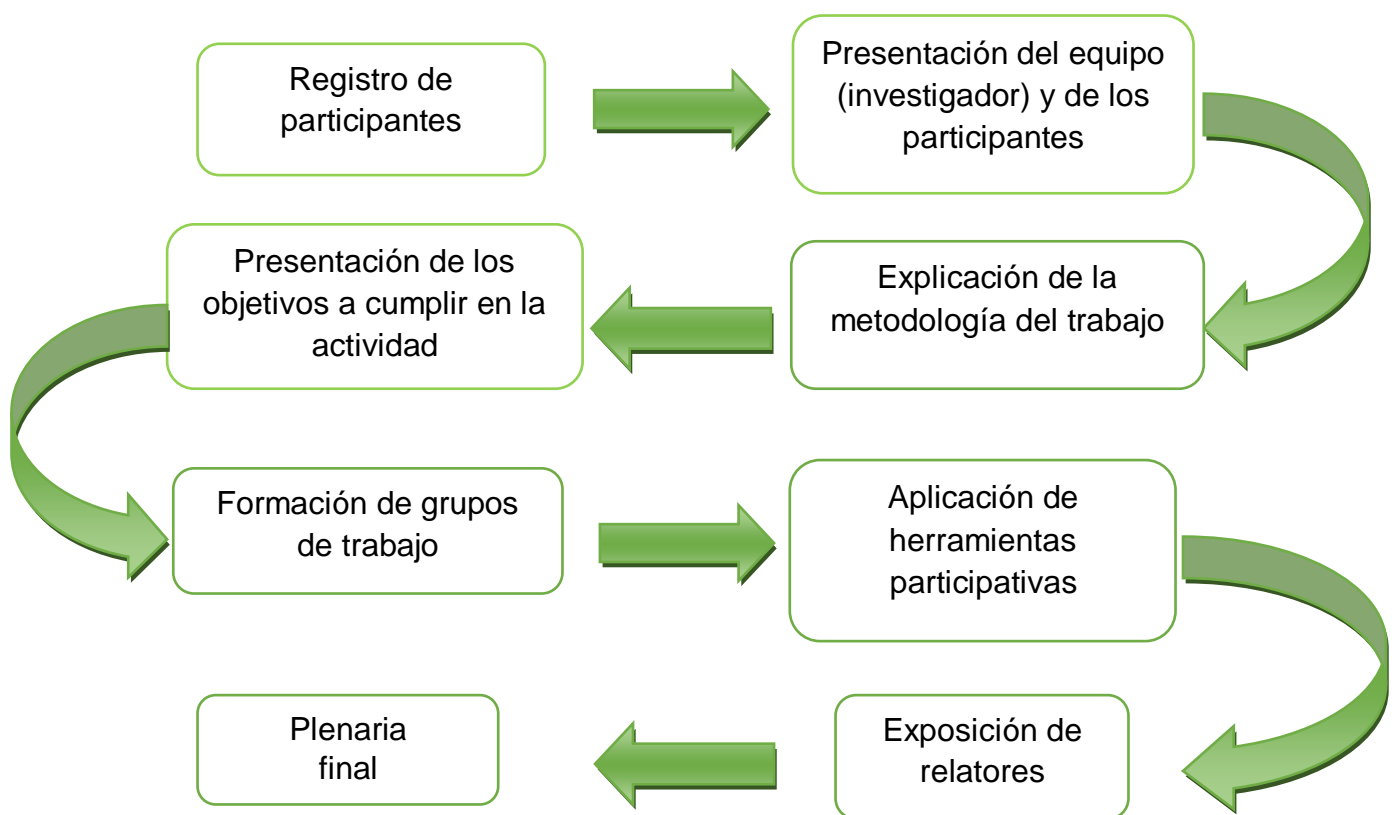 Registro de
participantes
Presentación del equipo
(investigador) y de los
participantes
Explicación de la
metodología del trabajo
Presentación de los
objetivos a cumplir en la
actividad
Formación de grupos
de trabajo
Aplicación de
herramientas
participativas
Exposición de
relatores
Plenaria
final